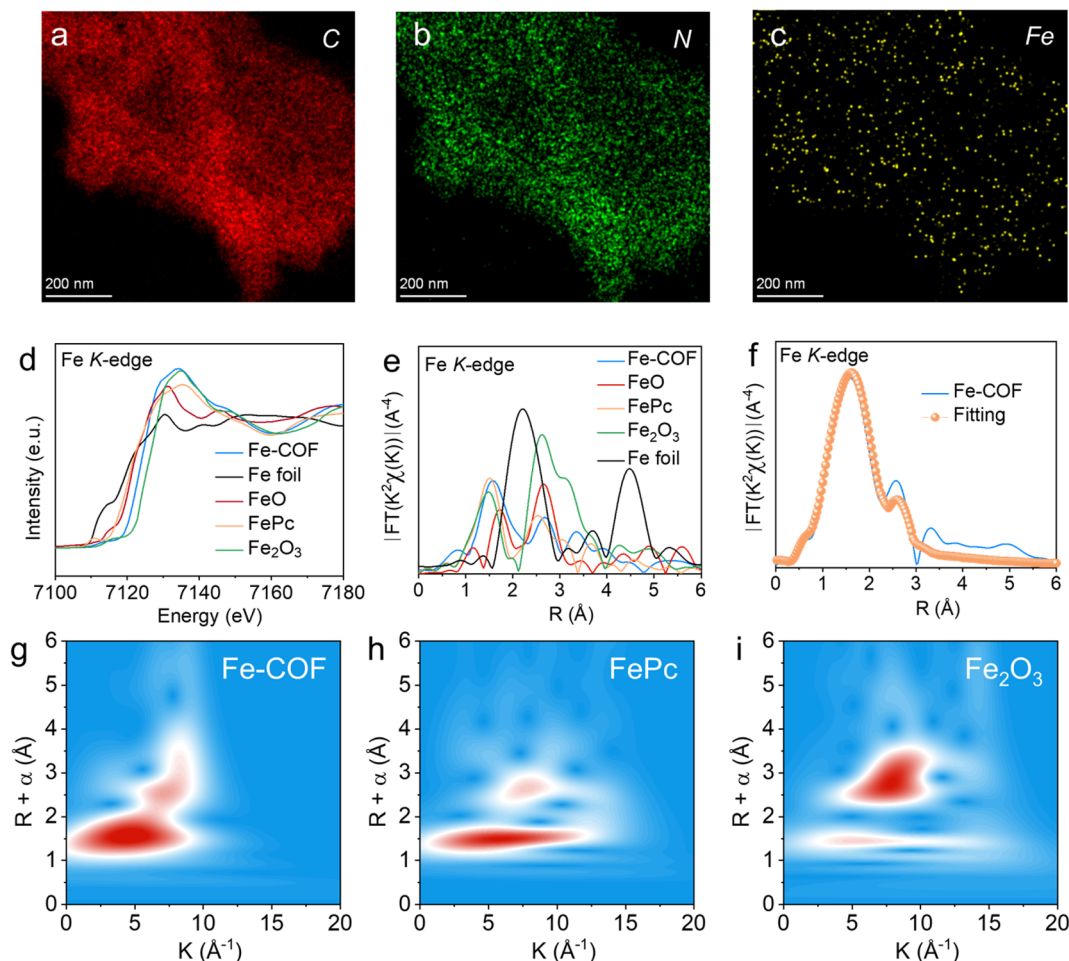 a C
b N
c Fe
200 nm
200 nm
200 nm
d Fe K-edge
Intensity (e.u.)
Fe-COF
Fe foil
FeO
FePc
Fe₂O₃
7100 7120 7140 7160 7180
Energy (eV)
e Fe K-edge
|FT(K²χ(K))|(A⁻⁴)
Fe-COF
FeO
FePc
Fe₂O₃
Fe foil
0 1 2 3 4 5 6
R (Å)
f Fe K-edge
|FT(K²χ(K))|(A⁻⁴)
Fe-COF
Fitting
0 1 2 3 4 5 6
R (Å)
g Fe-COF
R + α (Å)
6
5
4
3
2
1
0
0 5 10 15 20
K (Å⁻¹)
h FePc
R + α (Å)
6
5
4
3
2
1
0
0 5 10 15 20
K (Å⁻¹)
i Fe₂O₃
R + α (Å)
6
5
4
3
2
1
0
0 5 10 15 20
K (Å⁻¹)